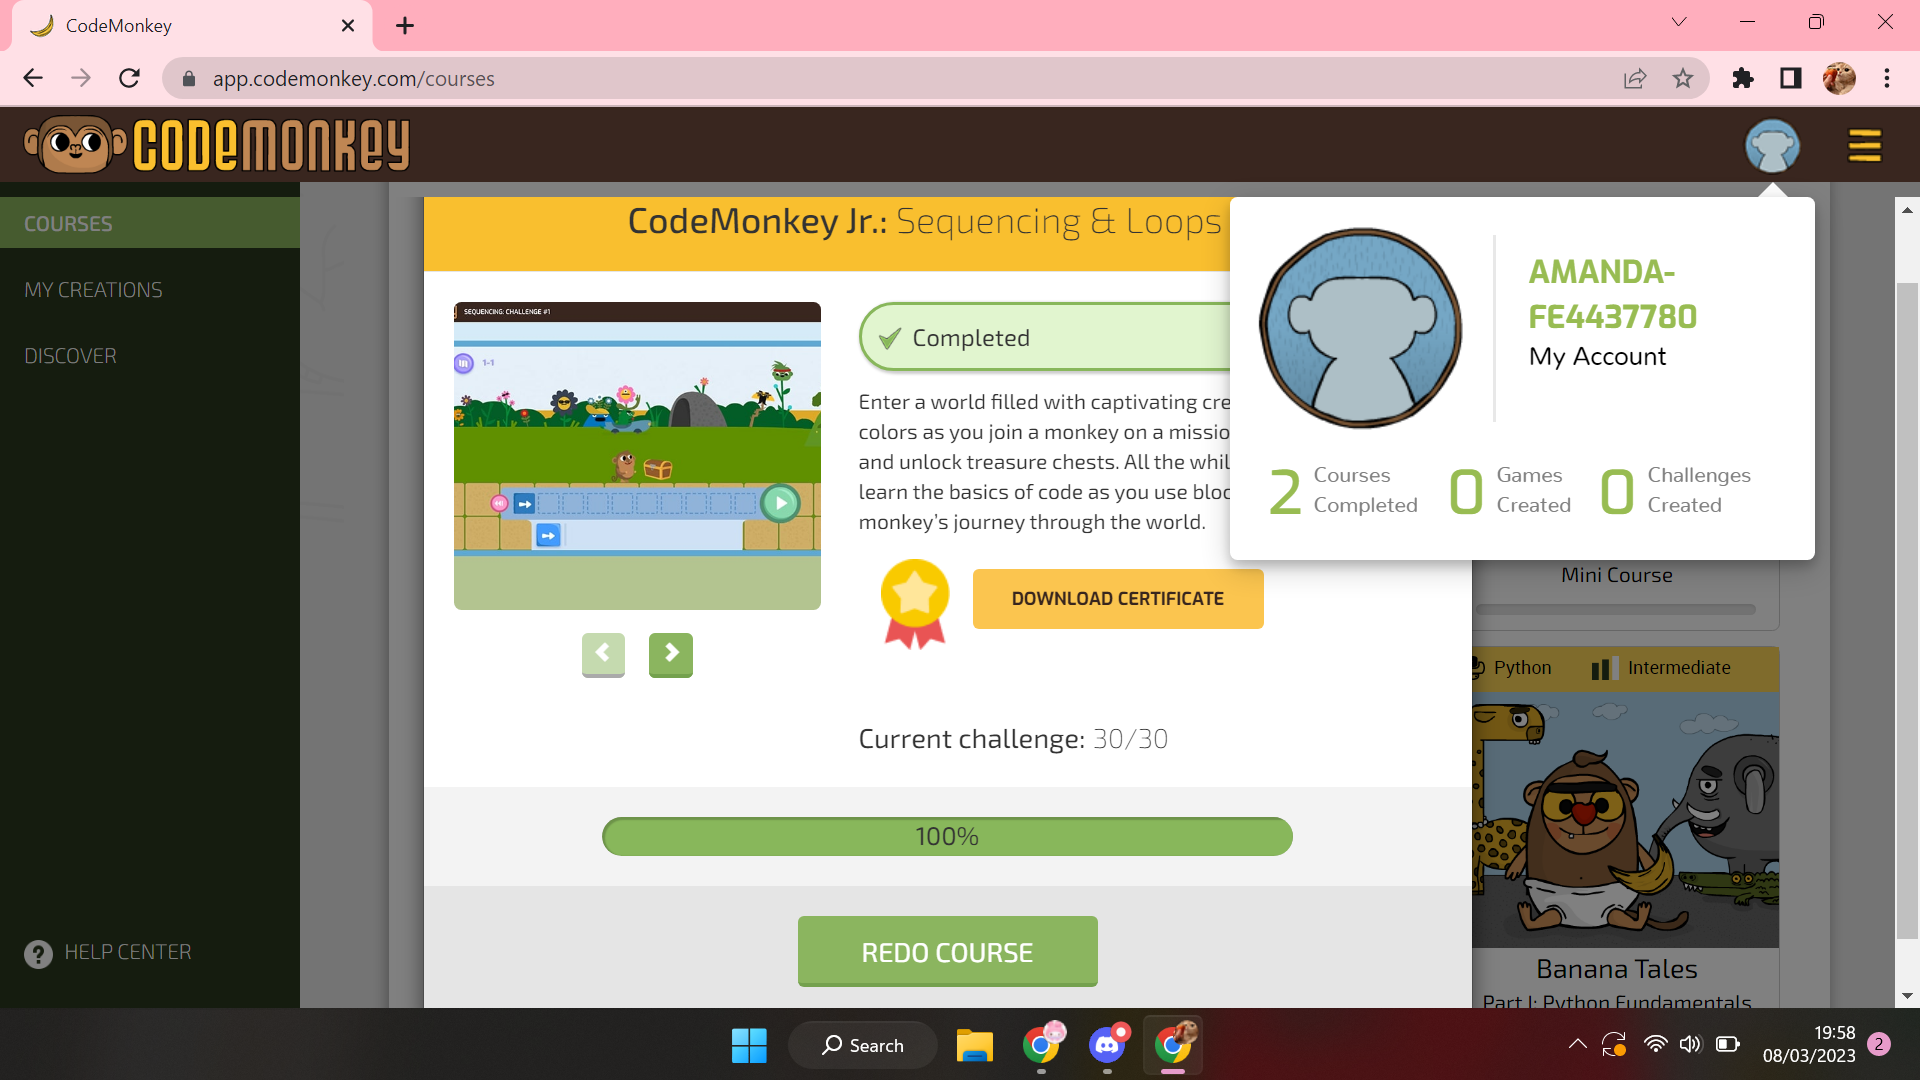 CodeMonkey
app.codemonkey.com/courses
CODEMONKEY
COURSES
MY CREATIONS
DISCOVER
HELP CENTER
CodeMonkey Jr.: Sequencing & Loops
SEQUENCING: CHALLENGE #1
1-1
Completed
Enter a world filled with captivating cre
colors as you join a monkey on a missio
and unlock treasure chests. All the whil
learn the basics of code as you use bloc
monkey's journey through the world.
DOWNLOAD CERTIFICATE
Current challenge: 30/30
100%
REDO COURSE
AMANDA-
FE4437780
My Account
2 Courses Completed
0 Games Created
0 Challenges Created
Mini Course
Python Intermediate
Banana Tales
Part I: Python Fundamentals
Search
19:58
08/03/2023
2